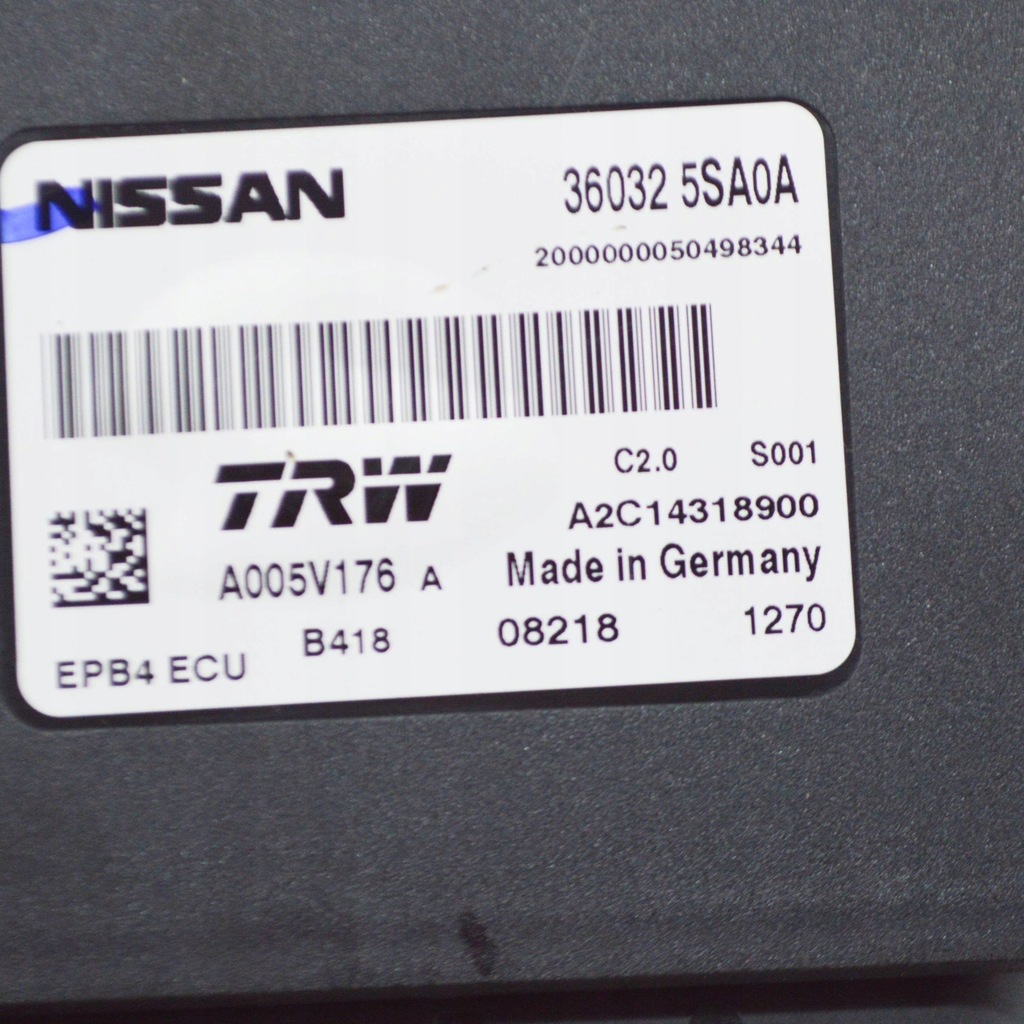 NISSAN
36032 5SA0A
2000000050498344
TRW
C2.0 S001
A2C14318900
A005V176 A
Made in Germany
B418
08218
1270
EPB4 ECU